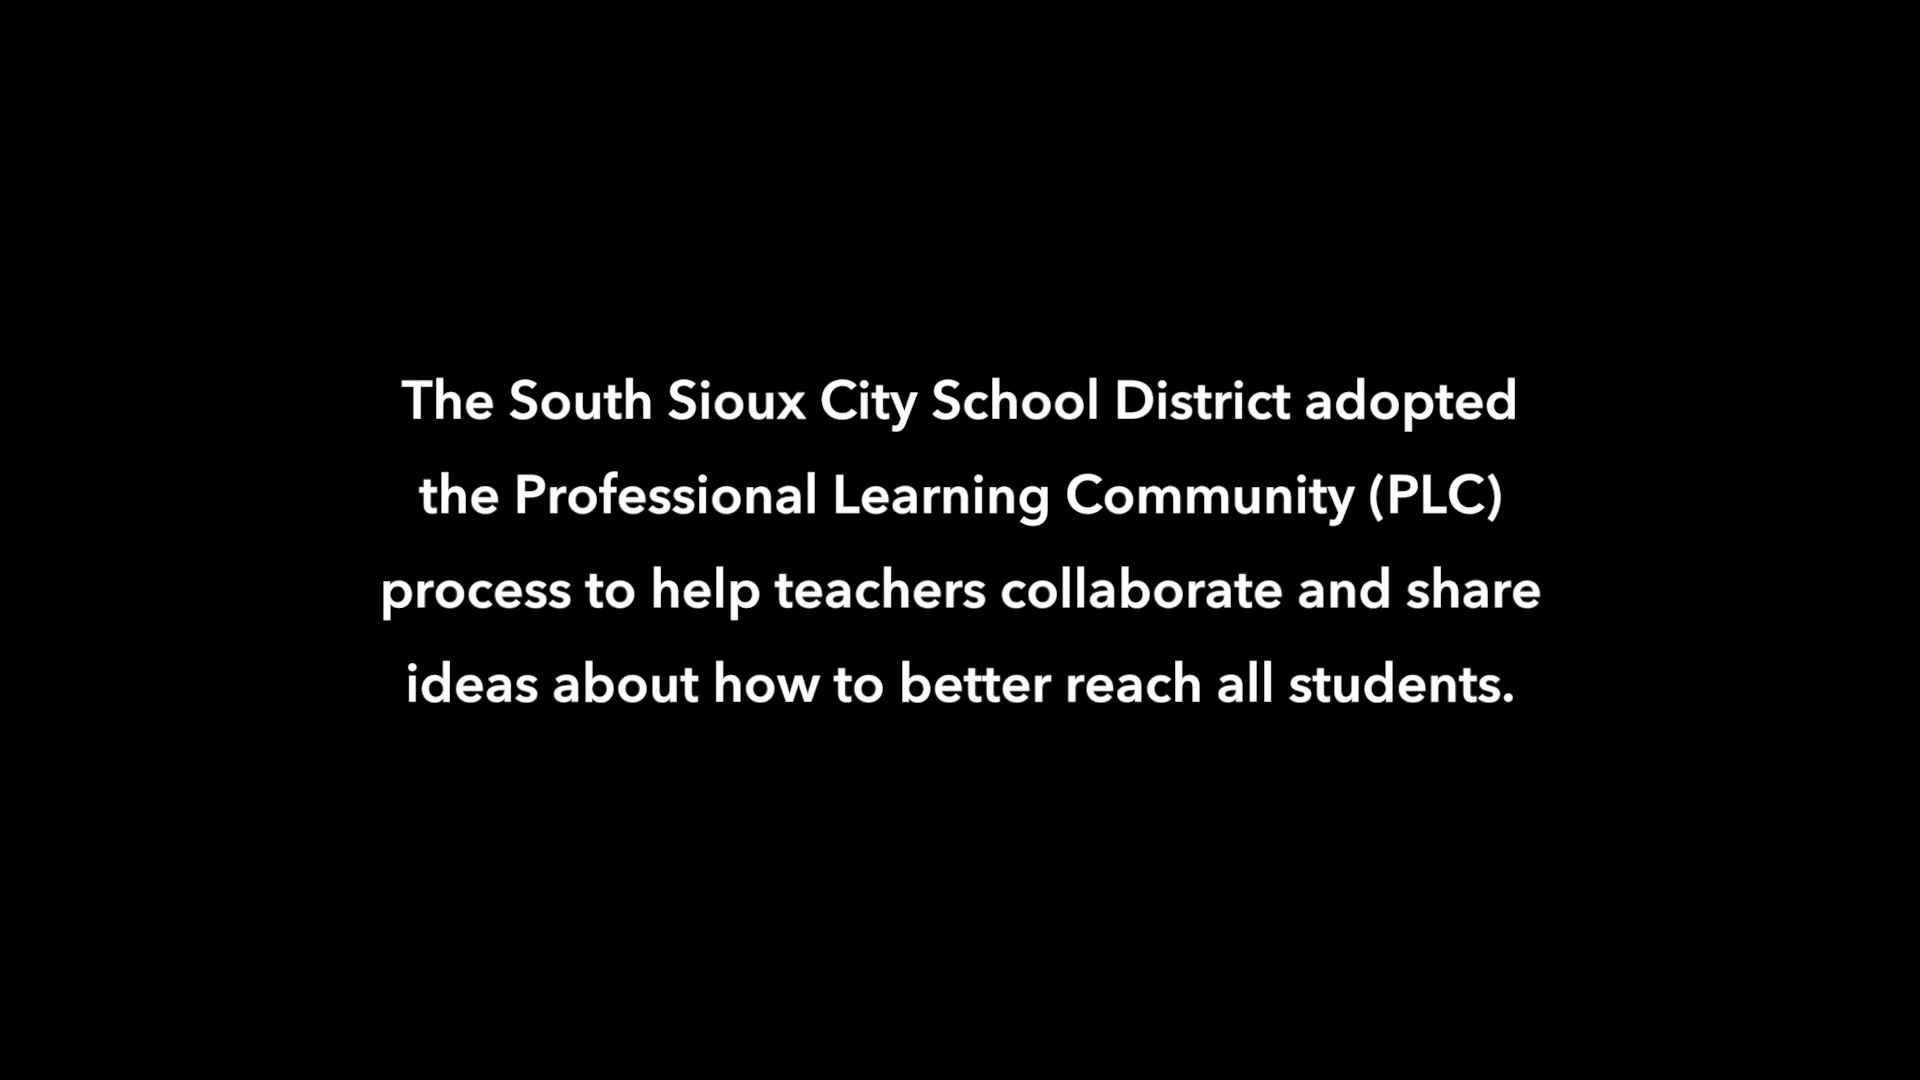 The South Sioux City School District adopted
the Professional Learning Community (PLC)
process to help teachers collaborate and share
ideas about how to better reach all students.